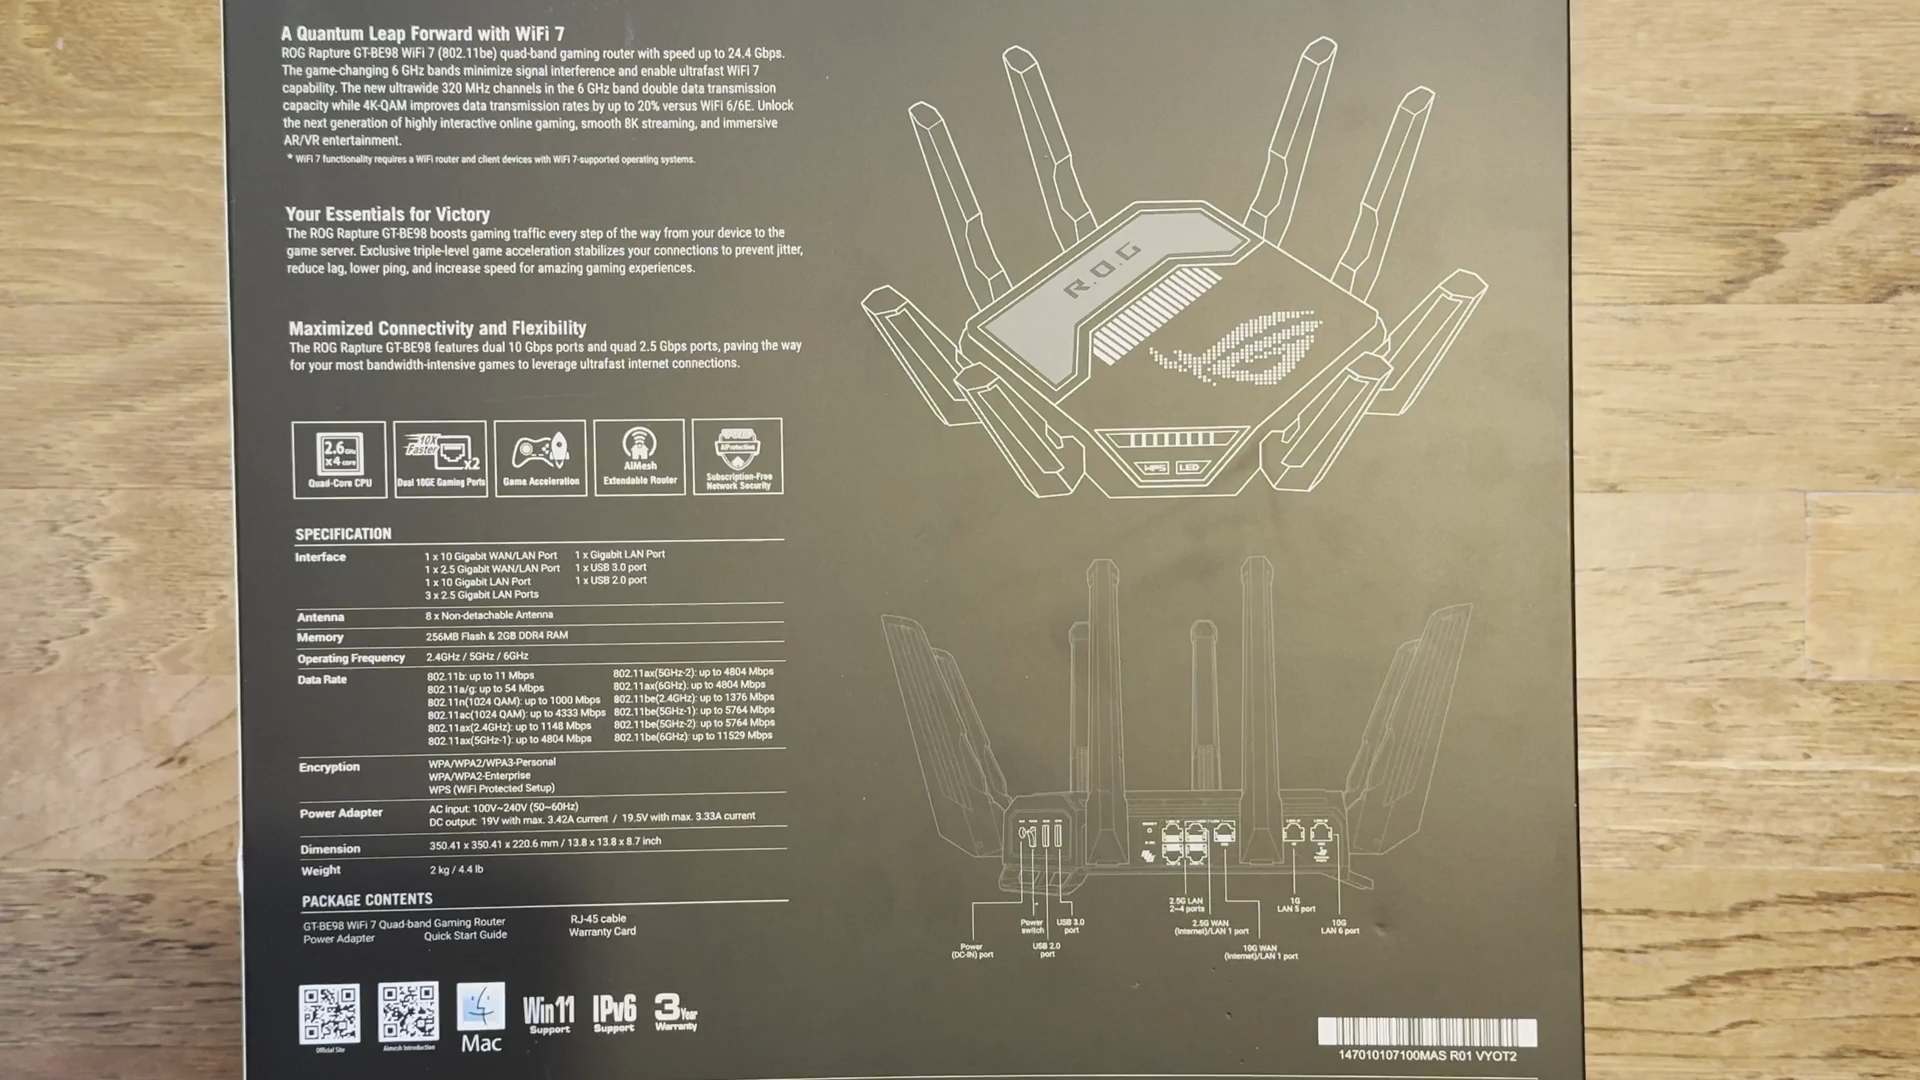 A Quantum Leap Forward with WiFi 7
ROG Rapture GT-BE98 WiFi 7 (802.11be) quad-band gaming router with speed up to 24.4 Gbps.
The game-changing 6 GHz bands minimize signal interference and enable ultrafast WiFi 7
capability. The new ultrawide 320 MHz channels in the 6 GHz band double data transmission
capacity while 4K-QAM improves data transmission rates by up to 20% versus WiFi 6/6E. Unlock
the next generation of highly interactive online gaming, smooth 8K streaming, and immersive
AR/VR entertainment.
* WiFi 7 functionality requires a WiFi router and client devices with WiFi 7-supported operating systems.
Your Essentials for Victory
The ROG Rapture GT-BE98 boosts gaming traffic every step of the way from your device to the
game server. Exclusive triple-level game acceleration stabilizes your connections to prevent jitter,
reduce lag, lower ping, and increase speed for amazing gaming experiences.
Maximized Connectivity and Flexibility
The ROG Rapture GT-BE98 features dual 10 Gbps ports and quad 2.5 Gbps ports, paving the way
for your most bandwidth-intensive games to leverage ultrafast internet connections.
2.6GHz
x4 core
Quad-Core CPU
10X
Faster
x2
Dual 10GE Gaming Ports
Game Acceleration
AiMesh
Extendable Router
AiProtection
Subscription-Free
Network Security
SPECIFICATION
Interface
1 x 10 Gigabit WAN/LAN Port 1 x Gigabit LAN Port
1 x 2.5 Gigabit WAN/LAN Port 1 x USB 3.0 port
1 x 10 Gigabit LAN Port 1 x USB 2.0 port
3 x 2.5 Gigabit LAN Ports
Antenna 8 x Non-detachable Antenna
Memory 256MB Flash & 2GB DDR4 RAM
Operating Frequency 2.4GHz / 5GHz / 6GHz
Data Rate
802.11b: up to 11 Mbps 802.11ax(5GHz-2): up to 4804 Mbps
802.11a/g: up to 54 Mbps 802.11ax(6GHz): up to 4804 Mbps
802.11n(1024 QAM): up to 1000 Mbps 802.11be(2.4GHz): up to 1376 Mbps
802.11ac(1024 QAM): up to 4333 Mbps 802.11be(5GHz-1): up to 5764 Mbps
802.11ax(2.4GHz): up to 1148 Mbps 802.11be(5GHz-2): up to 5764 Mbps
802.11ax(5GHz-1): up to 4804 Mbps 802.11be(6GHz): up to 11529 Mbps
Encryption
WPA/WPA2/WPA3-Personal
WPA/WPA2-Enterprise
WPS (WiFi Protected Setup)
Power Adapter
AC input: 100V~240V (50~60Hz)
DC output: 19V with max. 3.42A current / 19.5V with max. 3.33A current
Dimension 350.41 x 350.41 x 220.6 mm / 13.8 x 13.8 x 8.7 inch
Weight 2 kg / 4.4 lb
PACKAGE CONTENTS
GT-BE98 WiFi 7 Quad-band Gaming Router RJ-45 cable
Power Adapter Quick Start Guide Warranty Card
Official Site
Aimesh Introduction
Mac
Win11
Support
IPv6
Support
3 Year
Warranty
R.O.G
WPS LED
Power
(DC-IN) port
Power
switch
USB 2.0
port
USB 3.0
port
2.5G LAN
2~4 ports
2.5G WAN
(Internet)/LAN 1 port
10G WAN
(Internet)/LAN 1 port
1G
LAN 5 port
10G
LAN 6 port
147010107100MAS R01 VYOT2